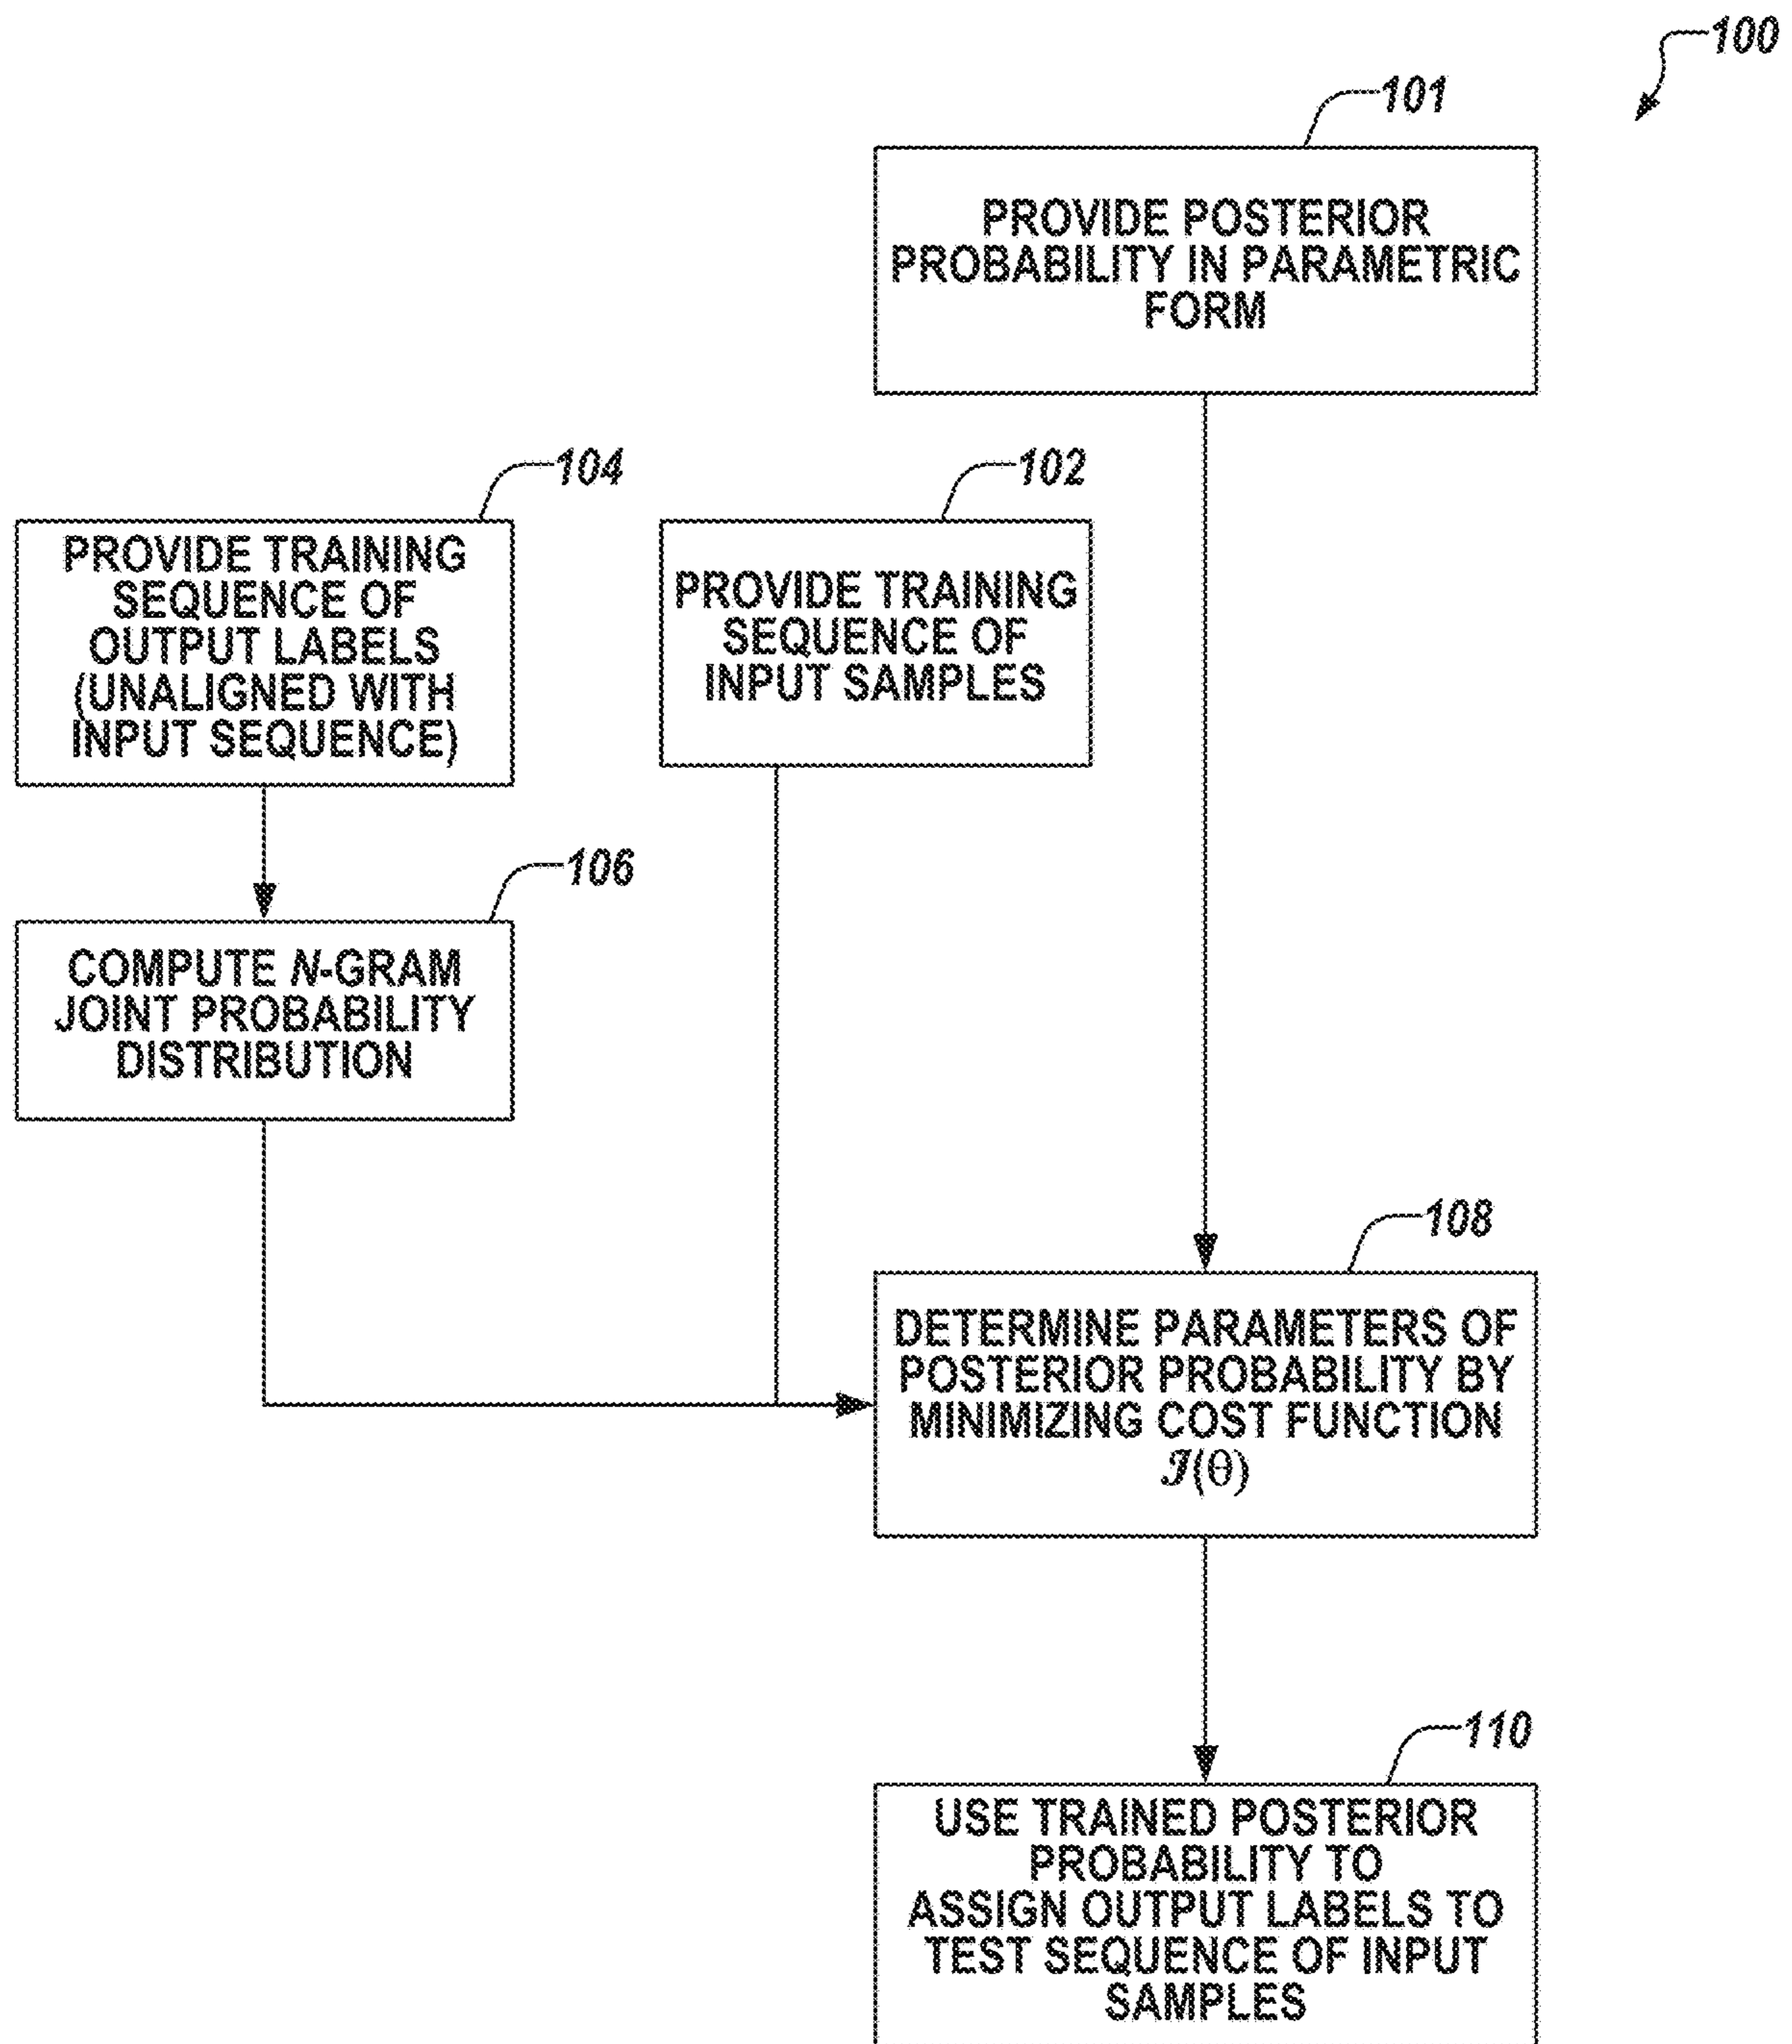 100
101
PROVIDE POSTERIOR
PROBABILITY IN PARAMETRIC
FORM
104
PROVIDE TRAINING
SEQUENCE OF
OUTPUT LABELS
(UNALIGNED WITH
INPUT SEQUENCE)
102
PROVIDE TRAINING
SEQUENCE OF
INPUT SAMPLES
106
COMPUTE N-GRAM
JOINT PROBABILITY
DISTRIBUTION
108
DETERMINE PARAMETERS OF
POSTERIOR PROBABILITY BY
MINIMIZING COST FUNCTION
𝒥(θ)
110
USE TRAINED POSTERIOR
PROBABILITY TO
ASSIGN OUTPUT LABELS TO
TEST SEQUENCE OF INPUT
SAMPLES